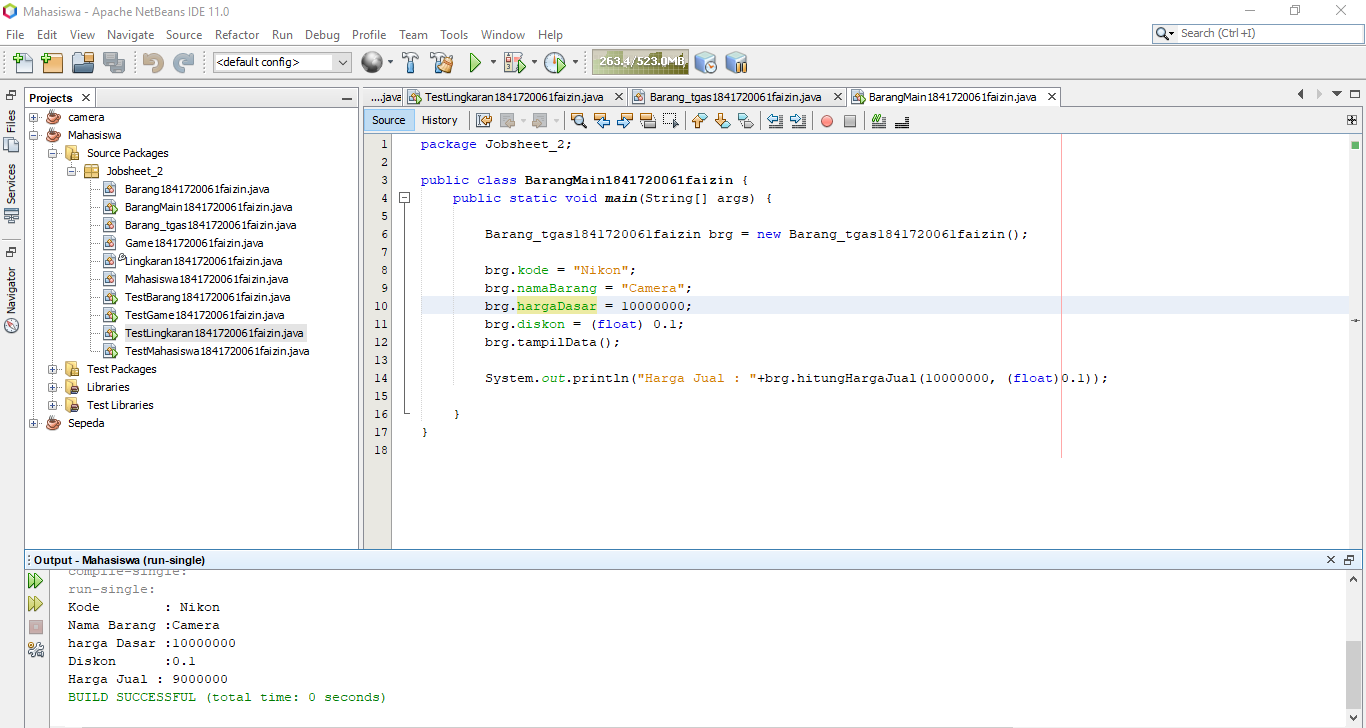 Mahasiswa - Apache NetBeans IDE 11.0
File Edit View Navigate Source Refactor Run Debug Profile Team Tools Window Help
Search (Ctrl+I)
<default config>
263.4/523.0MB
Projects
Files
Services
Navigator
camera
Mahasiswa
Source Packages
Jobsheet_2
Barang1841720061faizin.java
BarangMain1841720061faizin.java
Barang_tgas1841720061faizin.java
Game1841720061faizin.java
Lingkaran1841720061faizin.java
Mahasiswa1841720061faizin.java
TestBarang1841720061faizin.java
TestGame1841720061faizin.java
TestLingkaran1841720061faizin.java
TestMahasiswa1841720061faizin.java
Test Packages
Libraries
Test Libraries
Sepeda
....java TestLingkaran1841720061faizin.java Barang_tgas1841720061faizin.java BarangMain1841720061faizin.java
Source History
1 package Jobsheet_2;
2
3 public class BarangMain1841720061faizin {
4 public static void main(String[] args) {
5
6 Barang_tgas1841720061faizin brg = new Barang_tgas1841720061faizin();
7
8 brg.kode = "Nikon";
9 brg.namaBarang = "Camera";
10 brg.hargaDasar = 10000000;
11 brg.diskon = (float) 0.1;
12 brg.tampilData();
13
14 System.out.println("Harga Jual : "+brg.hitungHargaJual(10000000, (float)0.1));
15
16 }
17 }
18
Output - Mahasiswa (run-single)
compile-single:
run-single:
Kode : Nikon
Nama Barang :Camera
harga Dasar :10000000
Diskon :0.1
Harga Jual : 9000000
BUILD SUCCESSFUL (total time: 0 seconds)